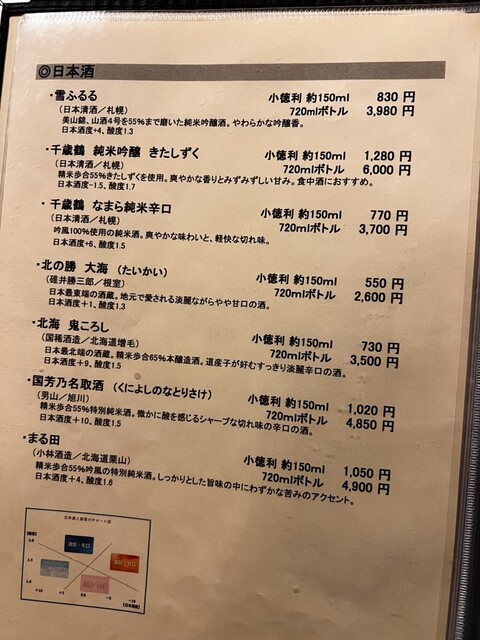 ◎日本酒
・雪ふるる 小徳利 約150ml 830 円
(日本清酒／札幌) 720mlボトル 3,980 円
美山錦、山酒4号を55%まで磨いた純米吟醸酒。やわらかな吟醸香。
日本酒度+4、酸度1.3
・千歳鶴 純米吟醸 きたしずく 小徳利 約150ml 1,280 円
(日本清酒／札幌) 720mlボトル 6,000 円
精米歩合55%きたしずくを使用。爽やかな香りとみずみずしい甘み。食中酒におすすめ。
日本酒度-1.5、酸度1.7
・千歳鶴 なまら純米辛口 小徳利 約150ml 770 円
(日本清酒／札幌) 720mlボトル 3,700 円
吟風100%使用の純米酒。爽やかな味わいと、軽快な切れ味。
日本酒度+6、酸度1.5
・北の勝 大海 (たいかい) 小徳利 約150ml 550 円
(碓井勝三郎／根室) 720mlボトル 2,600 円
日本最東端の酒蔵。地元で愛される淡麗ながらやや甘口の酒。
日本酒度＋1、酸度1.3
・北海 鬼ころし 小徳利 約150ml 730 円
(国稀酒造／北海道増毛) 720mlボトル 3,500 円
日本最北端の酒蔵。精米歩合65%本醸造酒。道産子が好むすっきり淡麗辛口の酒。
日本酒度＋9、酸度1.5
・国芳乃名取酒 (くによしのなとりさけ) 小徳利 約150ml 1,020 円
(男山／旭川) 720mlボトル 4,850 円
精米歩合55%特別純米酒。微かに酸を感じるシャープな切れ味の辛口の酒。
日本酒度＋10、酸度1.5
・まる田 小徳利 約150ml 1,050 円
(小林酒造／北海道栗山) 720mlボトル 4,900 円
精米歩合55%吟風の特別純米酒。しっかりとした旨味の中にわずかな苦みのアクセント。
日本酒度＋4、酸度1.6